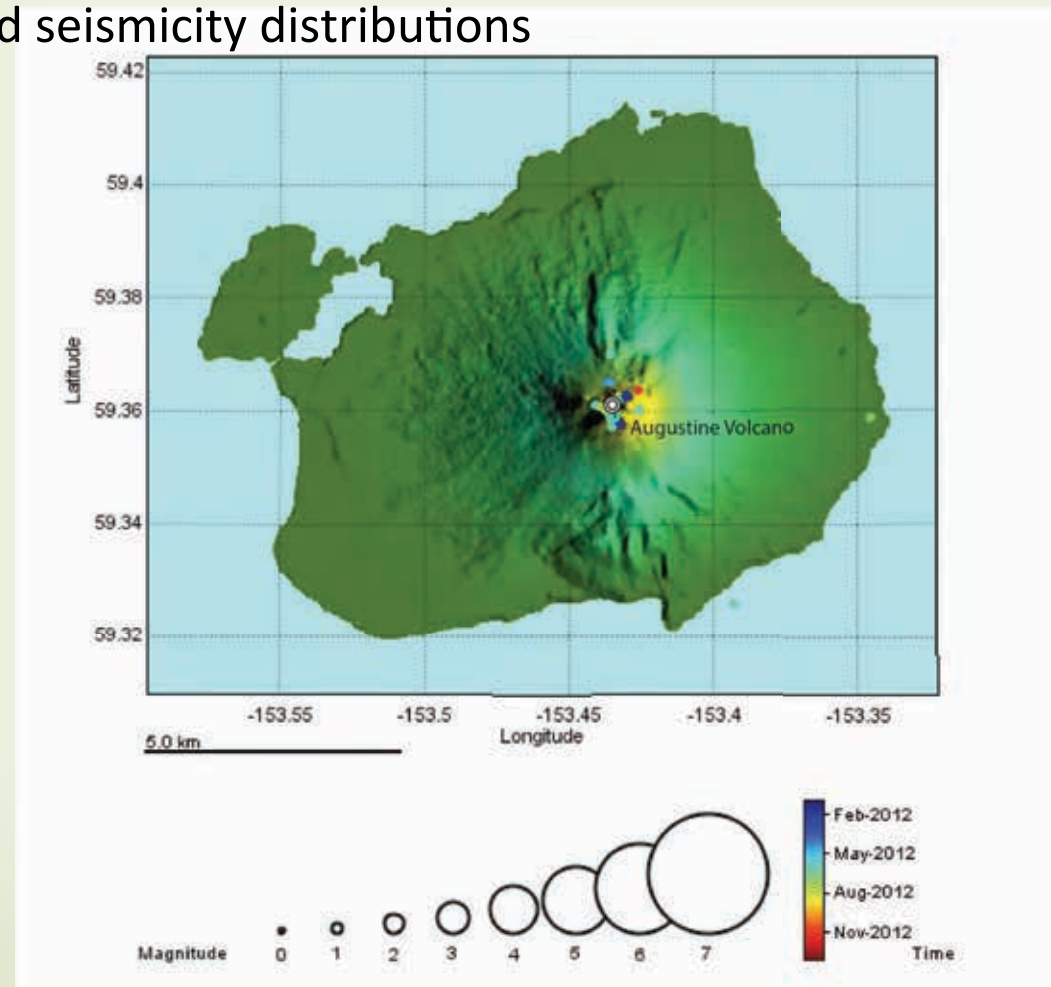 d seismicity distributions
59.42
59.4
59.38
59.36
59.34
59.32
Latitude
Augustine Volcano
-153.55 -153.5 -153.45 -153.4 -153.35
Longitude
5.0 km
Feb-2012
May-2012
Aug-2012
Nov-2012
Magnitude 0 1 2 3 4 5 6 7 Time